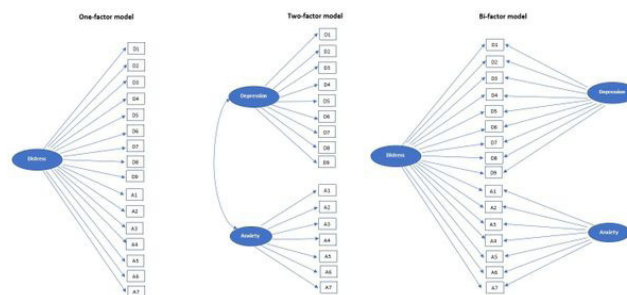 One-factor model
Two-factor model
Bi-factor model
D1
D2
D3
D4
D5
D6
D7
D8
D9
A1
A2
A3
A4
A5
A6
A7
Distress
D1
D2
D3
D4
D5
D6
D7
D8
D9
A1
A2
A3
A4
A5
A6
A7
Depression
Anxiety
D1
D2
D3
D4
D5
D6
D7
D8
D9
A1
A2
A3
A4
A5
A6
A7
Distress
Depression
Anxiety